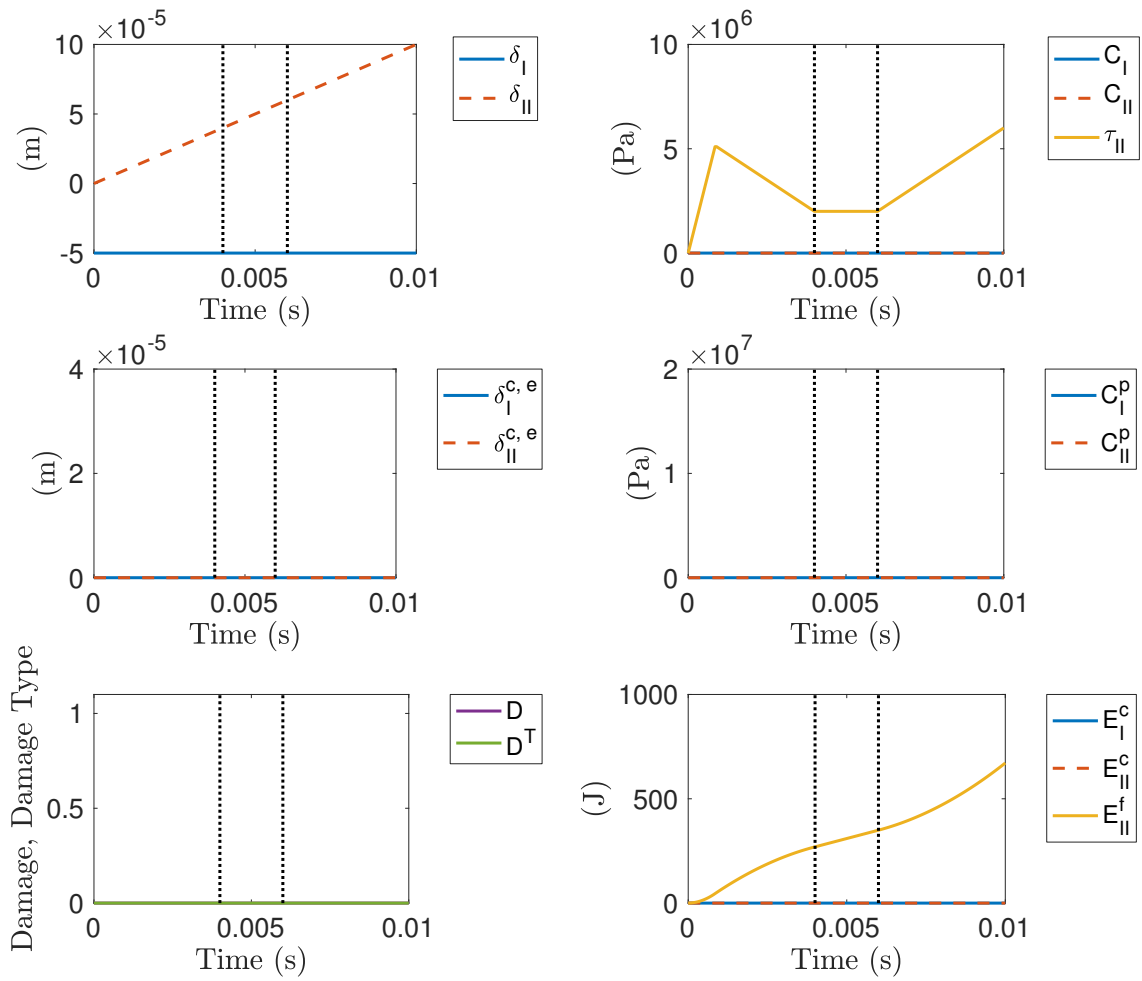 ×10⁻⁵
10
5
0
-5
(m)
0 0.005 0.01
Time (s)
δ_I
δ_II
×10⁶
10
5
0
(Pa)
0 0.005 0.01
Time (s)
C_I
C_II
τ_II
×10⁻⁵
4
2
0
(m)
0 0.005 0.01
Time (s)
δ_I^{c, e}
δ_II^{c, e}
×10⁷
2
1
0
(Pa)
0 0.005 0.01
Time (s)
C_I^p
C_II^p
1
0.5
0
Damage, Damage Type
0 0.005 0.01
Time (s)
D
D^T
1000
500
0
(J)
0 0.005 0.01
Time (s)
E_I^c
E_II^c
E_II^f